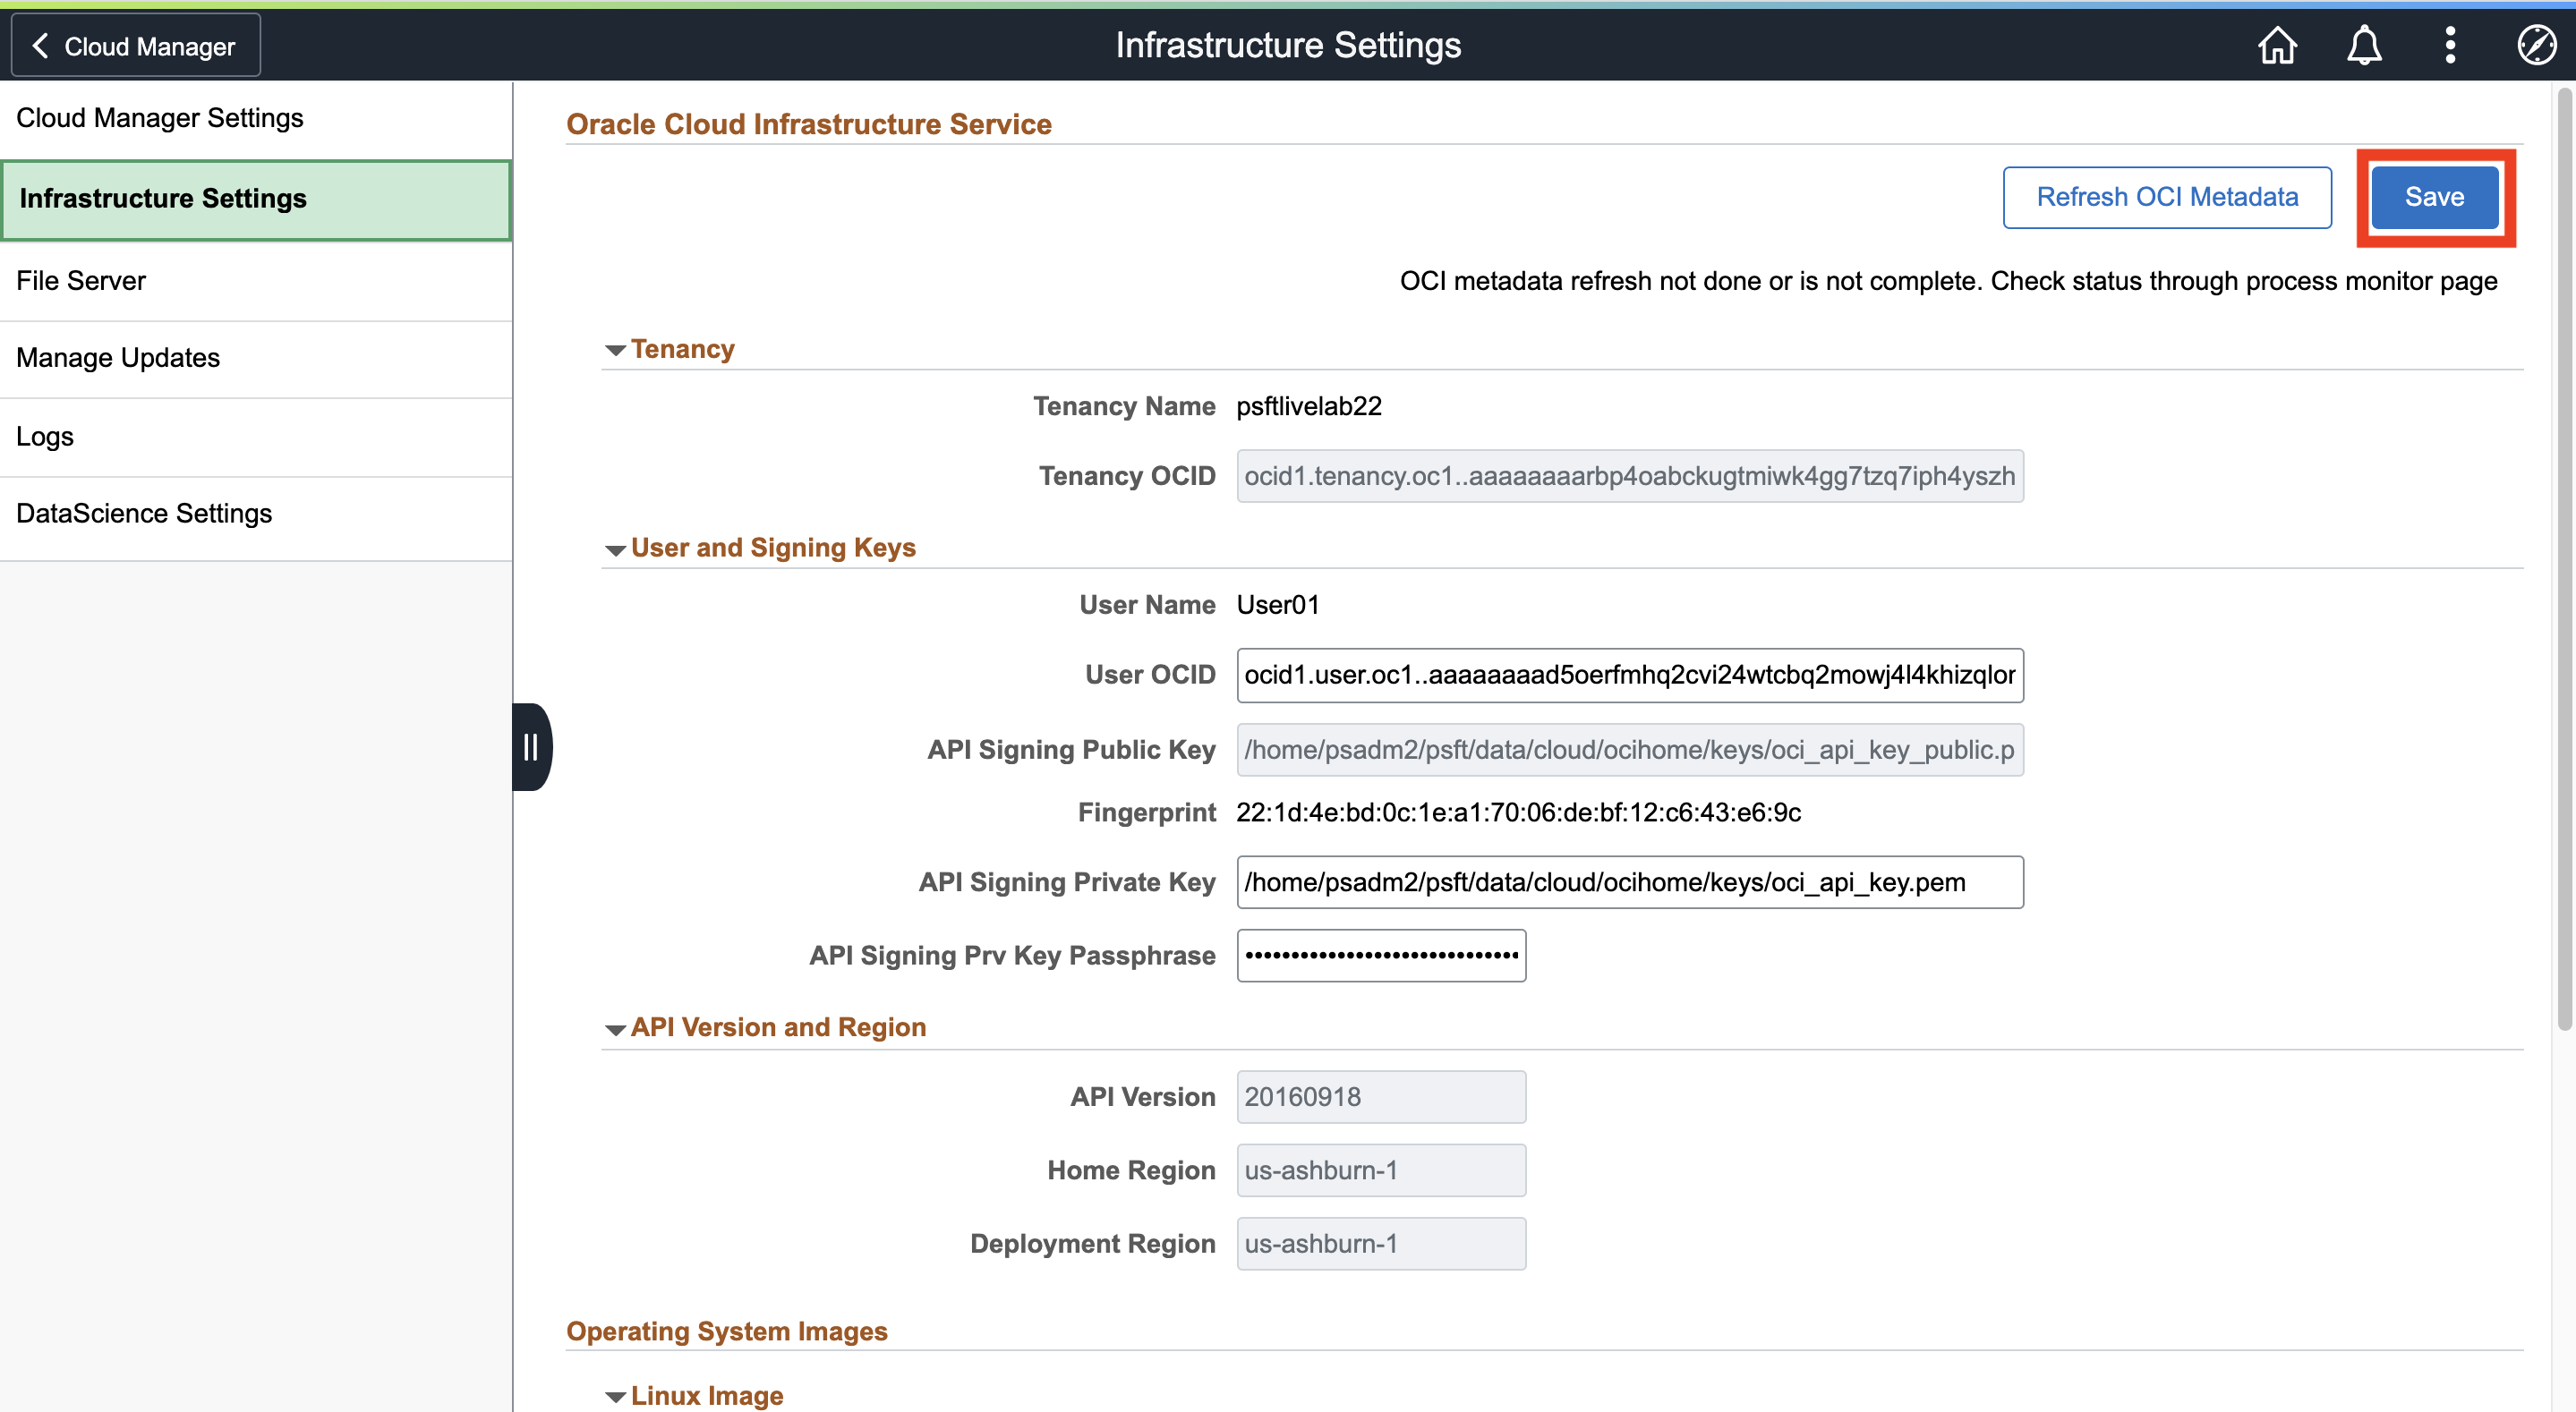 Cloud Manager
Infrastructure Settings
Cloud Manager Settings
Infrastructure Settings
File Server
Manage Updates
Logs
DataScience Settings
Oracle Cloud Infrastructure Service
Refresh OCI Metadata
Save
OCI metadata refresh not done or is not complete. Check status through process monitor page
Tenancy
Tenancy Name psftlivelab22
Tenancy OCID ocid1.tenancy.oc1..aaaaaaaarbp4oabckugtmiwk4gg7tzq7iph4yszh
User and Signing Keys
User Name User01
User OCID ocid1.user.oc1..aaaaaaaad5oerfmhq2cvi24wtcbq2mowj4l4khizqlor
API Signing Public Key /home/psadm2/psft/data/cloud/ocihome/keys/oci_api_key_public.p
Fingerprint 22:1d:4e:bd:0c:1e:a1:70:06:de:bf:12:c6:43:e6:9c
API Signing Private Key /home/psadm2/psft/data/cloud/ocihome/keys/oci_api_key.pem
API Signing Prv Key Passphrase ••••••••••••••••••••••••••••••
API Version and Region
API Version 20160918
Home Region us-ashburn-1
Deployment Region us-ashburn-1
Operating System Images
Linux Image